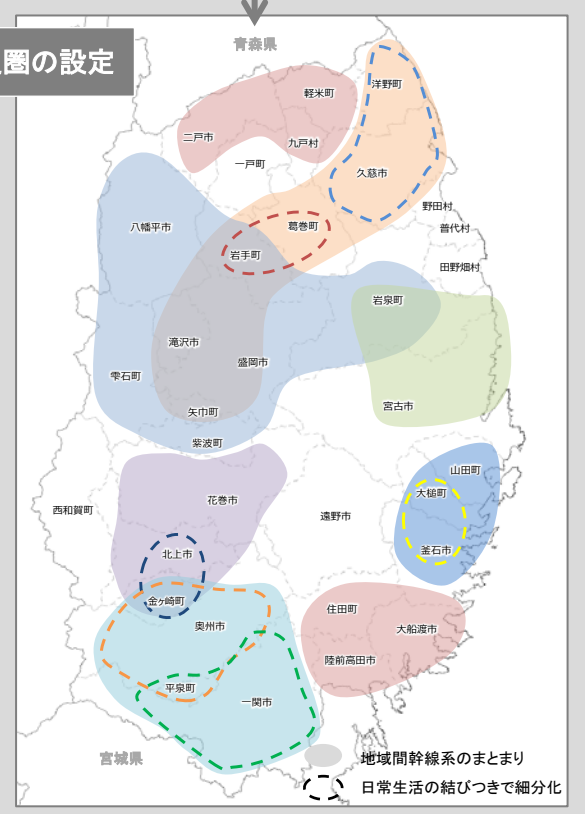 圏の設定
青森県
洋野町
軽米町
二戸市
九戸村
一戸町
久慈市
野田村
葛巻町
八幡平市
普代村
岩手町
田野畑村
岩泉町
滝沢市
盛岡市
雫石町
宮古市
矢巾町
紫波町
山田町
大槌町
花巻市
西和賀町
遠野市
釜石市
北上市
金ヶ崎町
住田町
奥州市
大船渡市
陸前高田市
平泉町
一関市
宮城県
地域間幹線系のまとまり
日常生活の結びつきで細分化